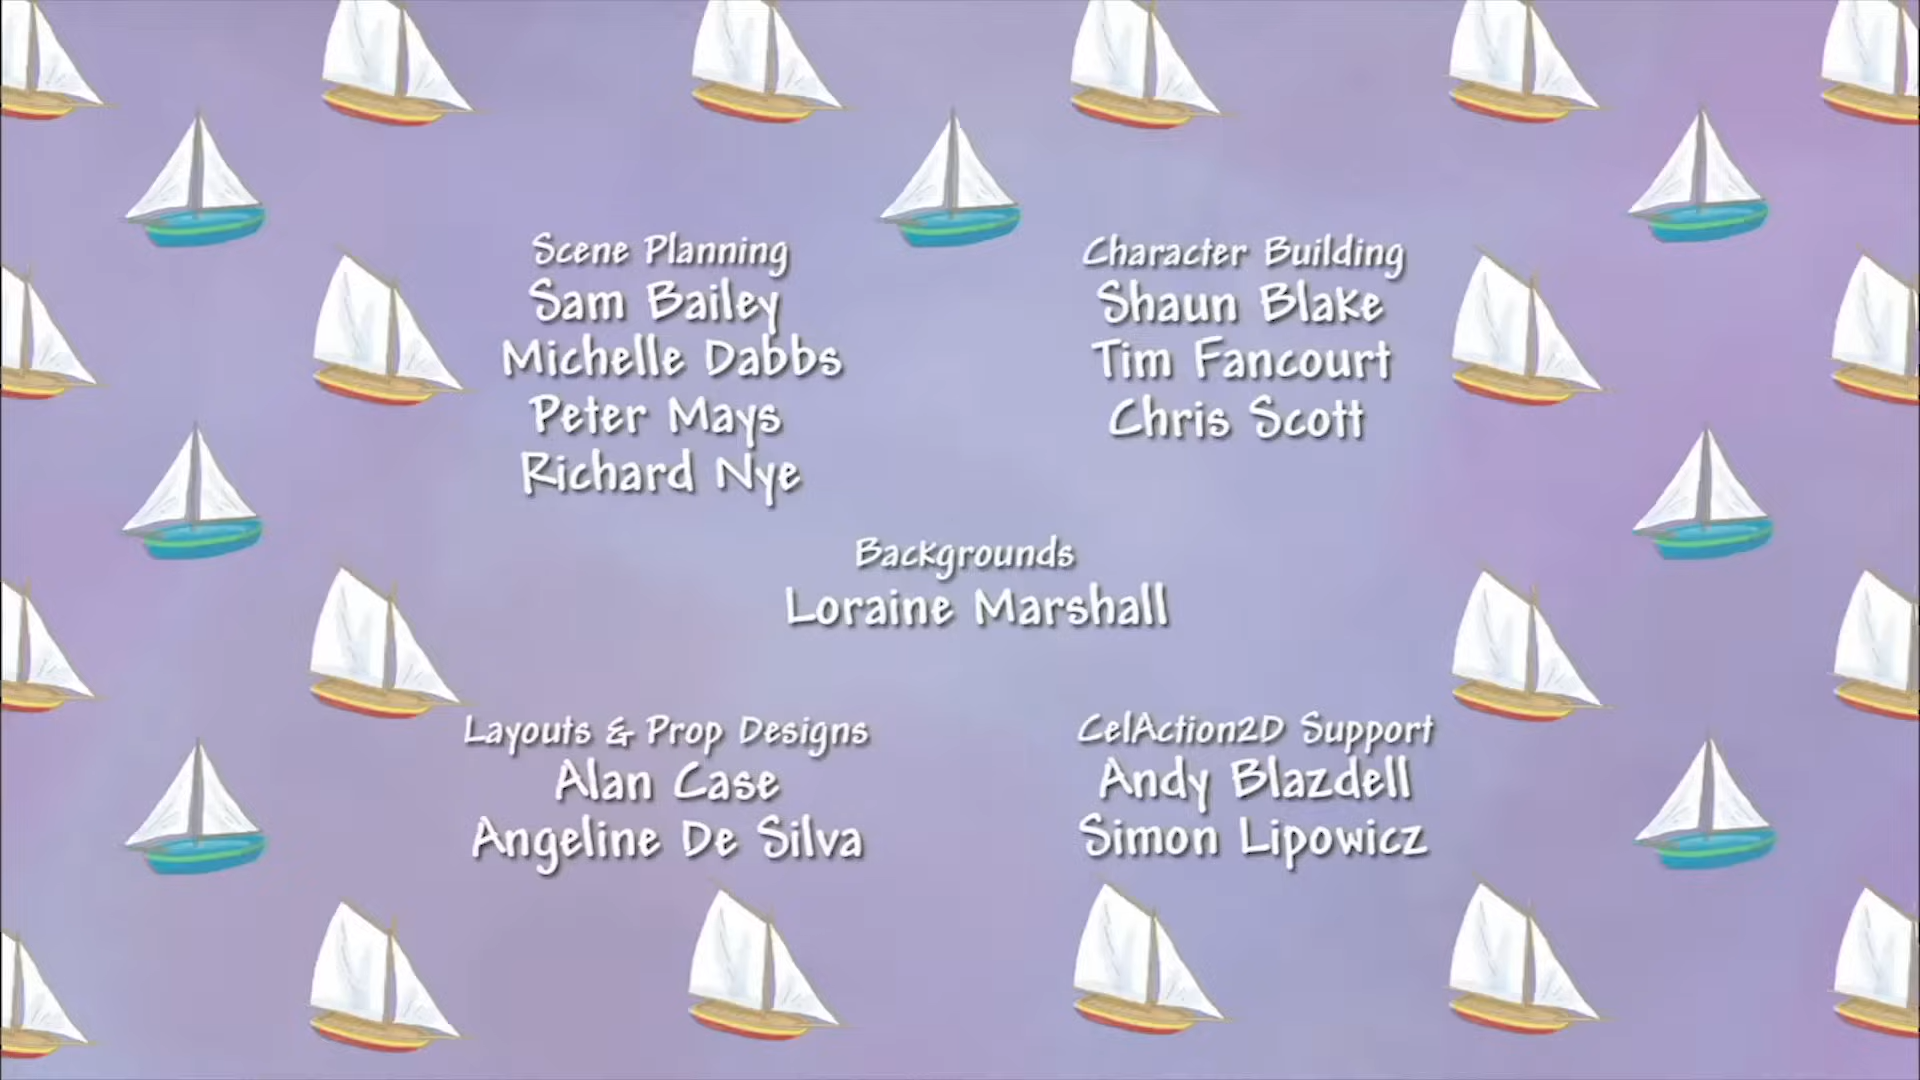 Scene Planning
Sam Bailey
Michelle Dabbs
Peter Mays
Richard Nye
Character Building
Shaun Blake
Tim Fancourt
Chris Scott
Backgrounds
Loraine Marshall
Layouts & Prop Designs
Alan Case
Angeline De Silva
CelAction2D Support
Andy Blazdell
Simon Lipowicz